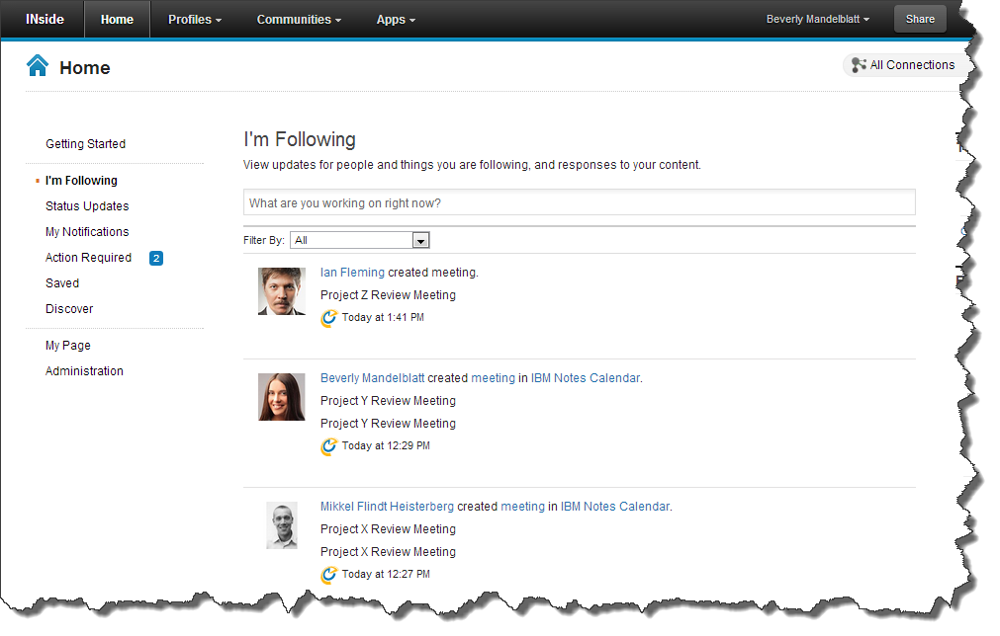 INside Home Profiles Communities Apps Beverly Mandelblatt Share
Home
All Connections
Getting Started
I'm Following
Status Updates
My Notifications
Action Required 2
Saved
Discover
My Page
Administration
I'm Following
View updates for people and things you are following, and responses to your content.
What are you working on right now?
Filter By: All
Ian Fleming created meeting.
Project Z Review Meeting
Today at 1:41 PM
Beverly Mandelblatt created meeting in IBM Notes Calendar.
Project Y Review Meeting
Project Y Review Meeting
Today at 12:29 PM
Mikkel Flindt Heisterberg created meeting in IBM Notes Calendar.
Project X Review Meeting
Project X Review Meeting
Today at 12:27 PM